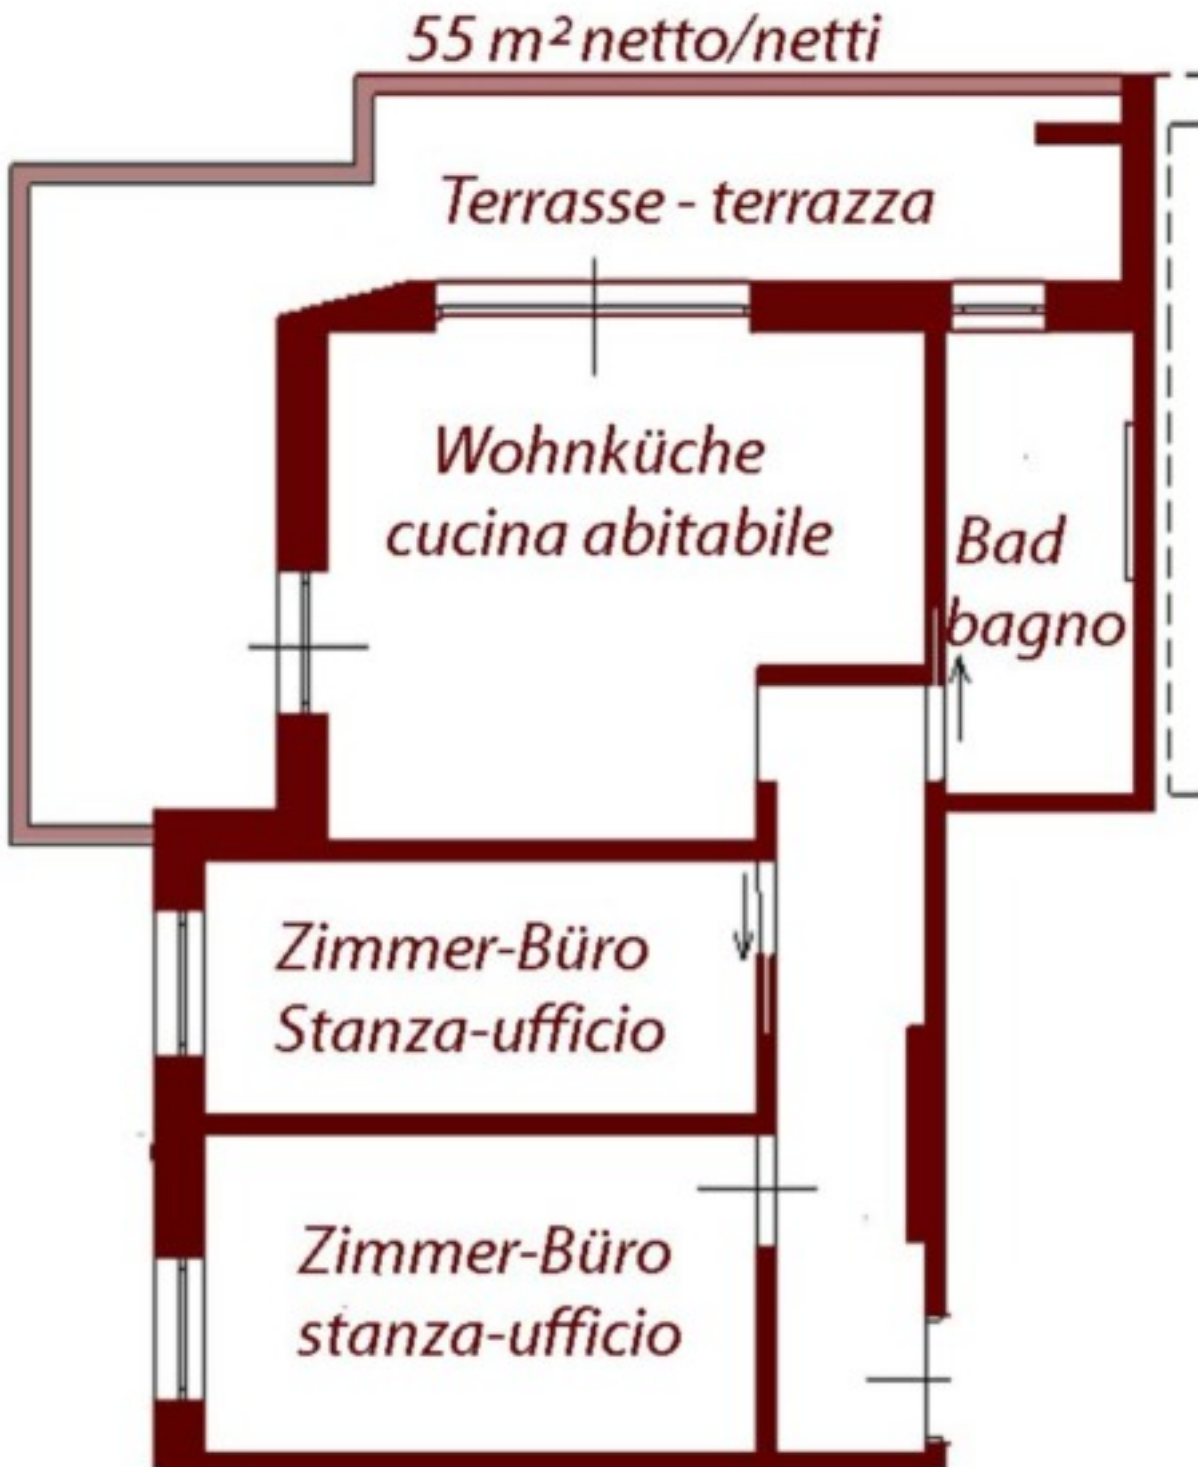 55 m² netto/netti
Terrasse - terrazza
Wohnküche
cucina abitabile
Bad
bagno
Zimmer-Büro
Stanza-ufficio
Zimmer-Büro
stanza-ufficio